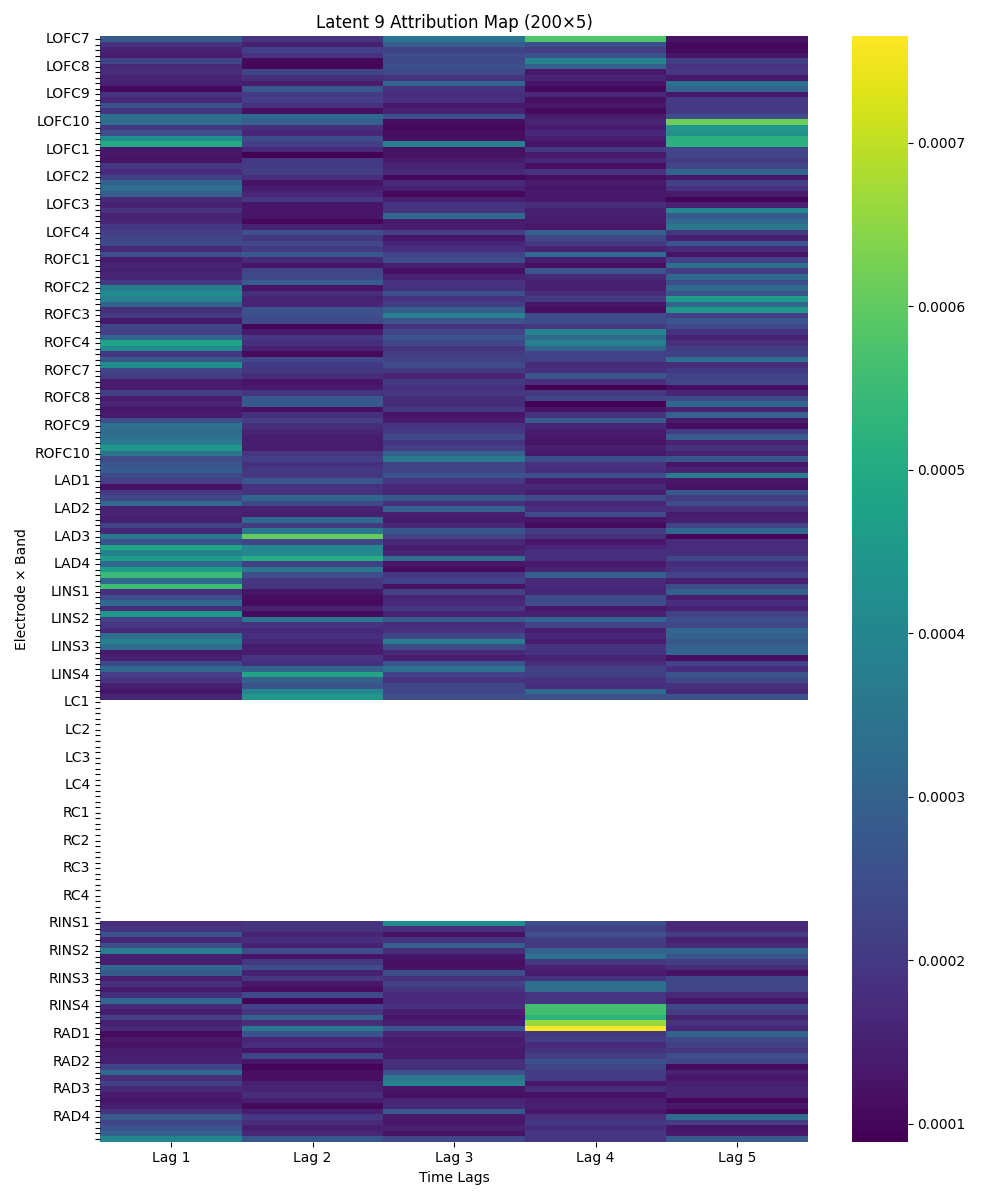 Latent 9 Attribution Map (200×5)
LOFC7
LOFC8
LOFC9
LOFC10
LOFC1
LOFC2
LOFC3
LOFC4
ROFC1
ROFC2
ROFC3
ROFC4
ROFC7
ROFC8
ROFC9
ROFC10
LAD1
LAD2
LAD3
LAD4
LINS1
LINS2
LINS3
LINS4
LC1
LC2
LC3
LC4
RC1
RC2
RC3
RC4
RINS1
RINS2
RINS3
RINS4
RAD1
RAD2
RAD3
RAD4
Electrode × Band
Lag 1
Lag 2
Lag 3
Lag 4
Lag 5
Time Lags
0.0007
0.0006
0.0005
0.0004
0.0003
0.0002
0.0001